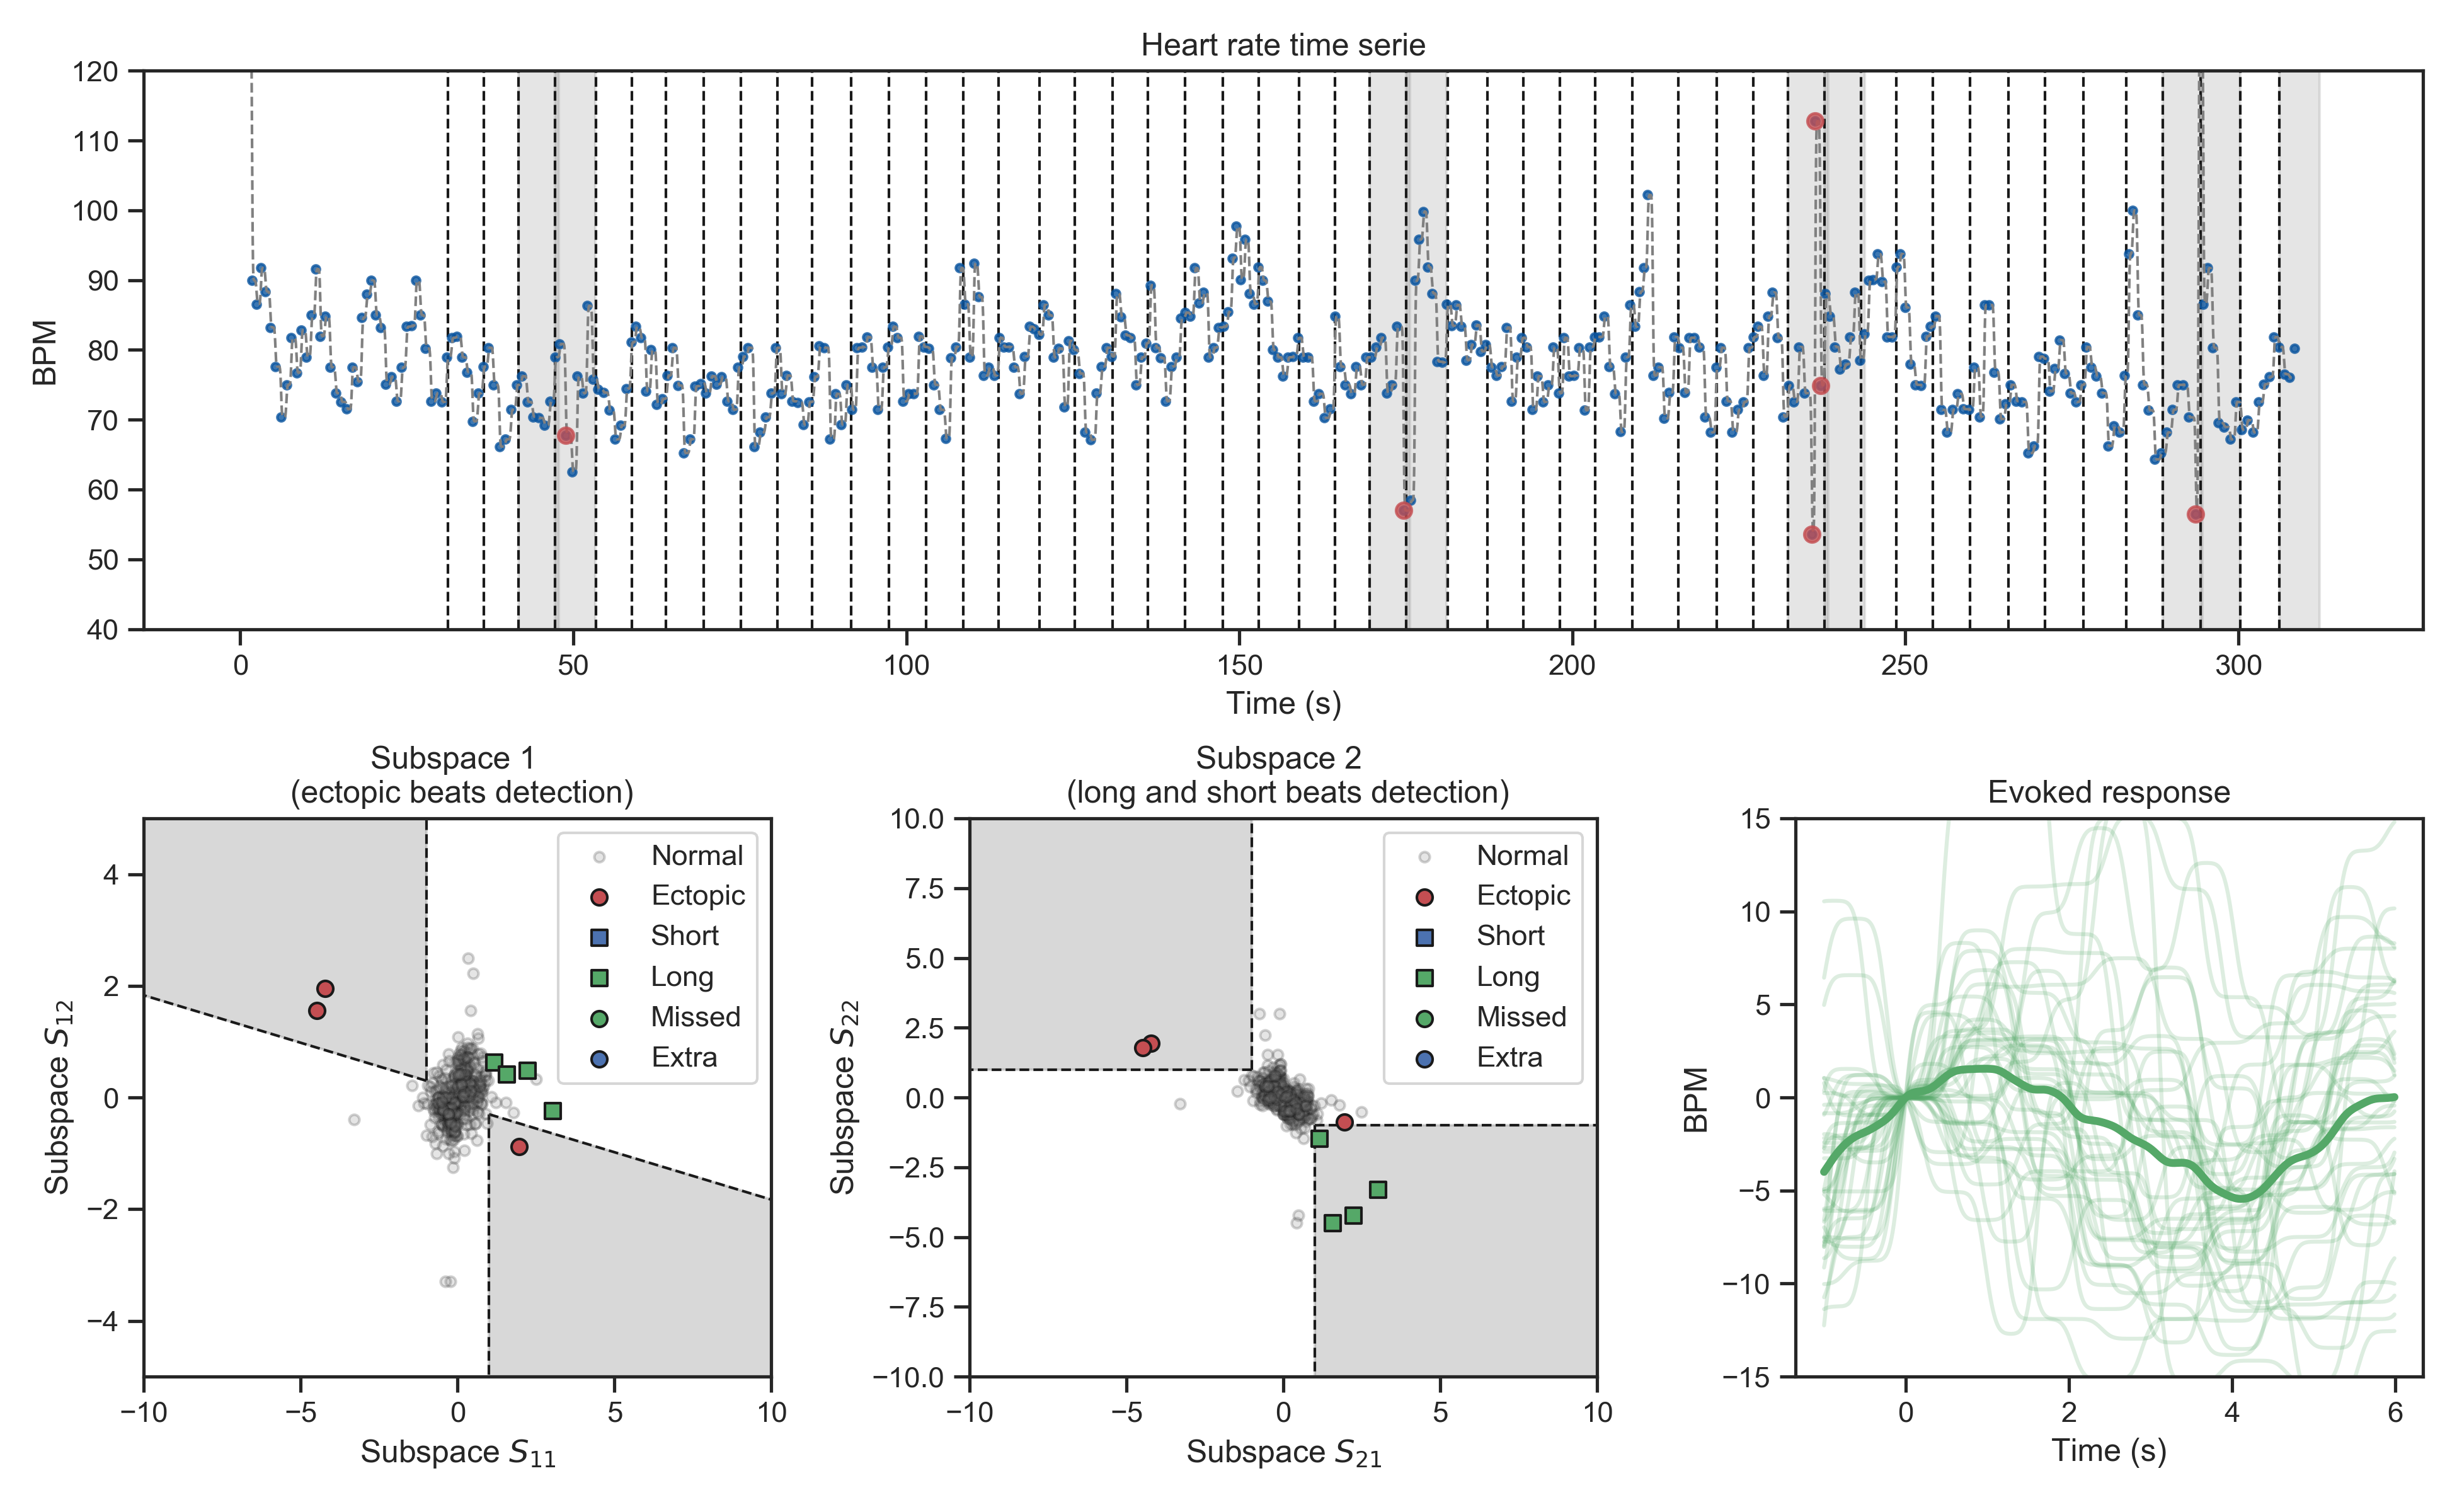 Heart rate time serie
120
110
100
90
80
70
60
50
40
BPM
0 50 100 150 200 250 300
Time (s)
Subspace 1
(ectopic beats detection)
4
2
0
−2
−4
Subspace S12
−10 −5 0 5 10
Subspace S11
Normal
Ectopic
Short
Long
Missed
Extra
Subspace 2
(long and short beats detection)
10.0
7.5
5.0
2.5
0.0
−2.5
−5.0
−7.5
−10.0
Subspace S22
−10 −5 0 5 10
Subspace S21
Normal
Ectopic
Short
Long
Missed
Extra
Evoked response
15
10
5
0
−5
−10
−15
BPM
0 2 4 6
Time (s)